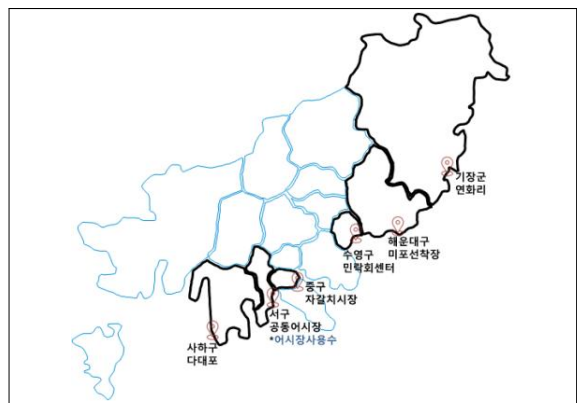 기장군
연화리
해운대구
미포선착장
수영구
민락회센터
중구
자갈치시장
서구
공동어시장
*어시장사용수
사하구
다대포